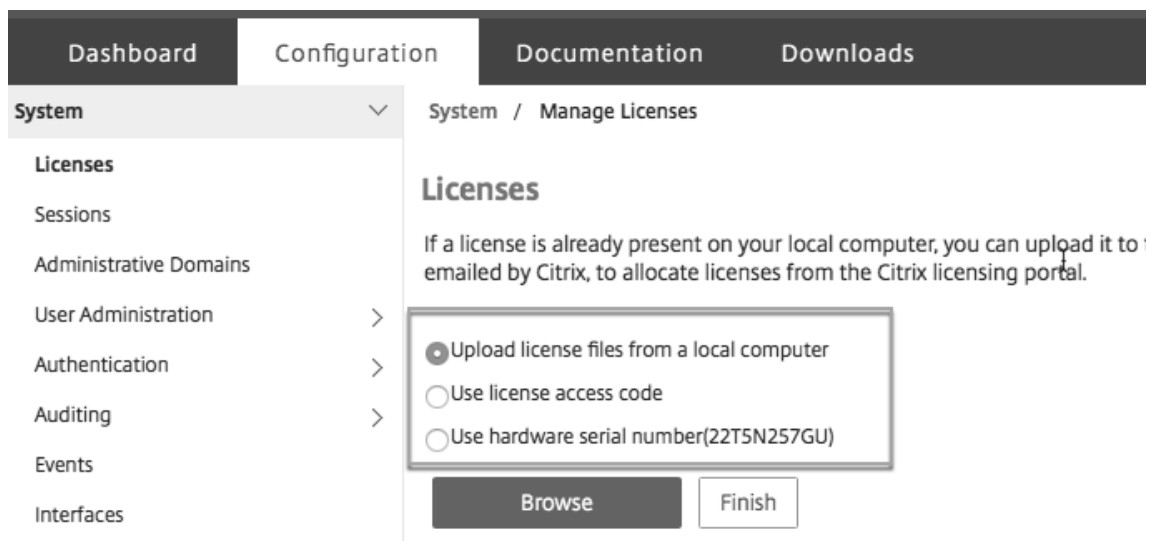 Dashboard Configuration Documentation Downloads
System
System / Manage Licenses
Licenses
Sessions
Administrative Domains
User Administration
Authentication
Auditing
Events
Interfaces
Licenses
If a license is already present on your local computer, you can upload it to
emailed by Citrix, to allocate licenses from the Citrix licensing portal.
Upload license files from a local computer
Use license access code
Use hardware serial number(22T5N257GU)
Browse Finish